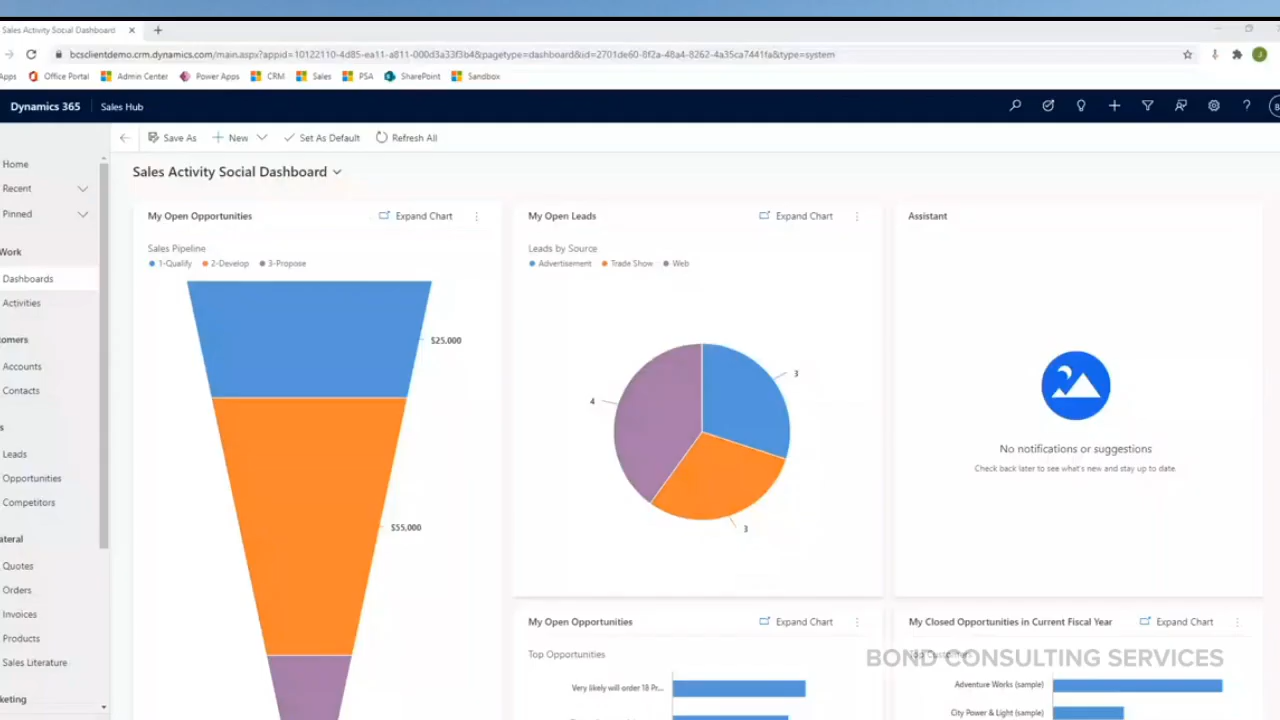 Sales Activity Social Dashboard
bcsclientdemo.crm.dynamics.com/main.aspx?appid=10122110-4d85-ea11-a811-000d3a33f3b4&pagetype=dashboard&id=2701de60-8f2a-48a4-8262-4a35ca7441fa&type=system
Apps Office Portal Admin Center Power Apps CRM Sales PSA SharePoint Sandbox
Dynamics 365 Sales Hub
Save As New Set As Default Refresh All
Sales Activity Social Dashboard
Home
Recent
Pinned
Work
Dashboards
Activities
omers
Accounts
Contacts
s
Leads
Opportunities
Competitors
ateral
Quotes
Orders
Invoices
Products
Sales Literature
keting
My Open Opportunities Expand Chart
Sales Pipeline
1-Qualify 2-Develop 3-Propose
$25,000
$55,000
My Open Leads Expand Chart
Leads by Source
Advertisement Trade Show Web
3
4
3
Assistant
No notifications or suggestions
Check back later to see what's new and stay up to date.
My Open Opportunities Expand Chart
Top Opportunities
Very likely will order 18 Pr...
My Closed Opportunities in Current Fiscal Year Expand Chart
Top Customers
Adventure Works (sample)
City Power & Light (sample)
BOND CONSULTING SERVICES